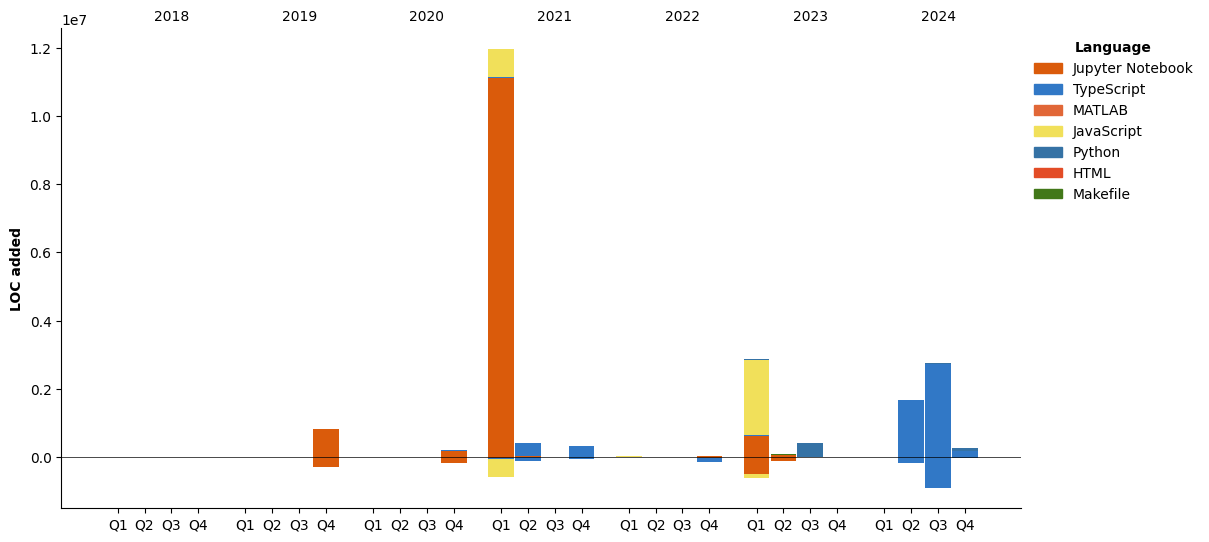 1e7
2018 2019 2020 2021 2022 2023 2024
1.2
1.0
0.8
0.6
0.4
0.2
0.0
LOC added
Q1 Q2 Q3 Q4 Q1 Q2 Q3 Q4 Q1 Q2 Q3 Q4 Q1 Q2 Q3 Q4 Q1 Q2 Q3 Q4 Q1 Q2 Q3 Q4 Q1 Q2 Q3 Q4
Language
Jupyter Notebook
TypeScript
MATLAB
JavaScript
Python
HTML
Makefile